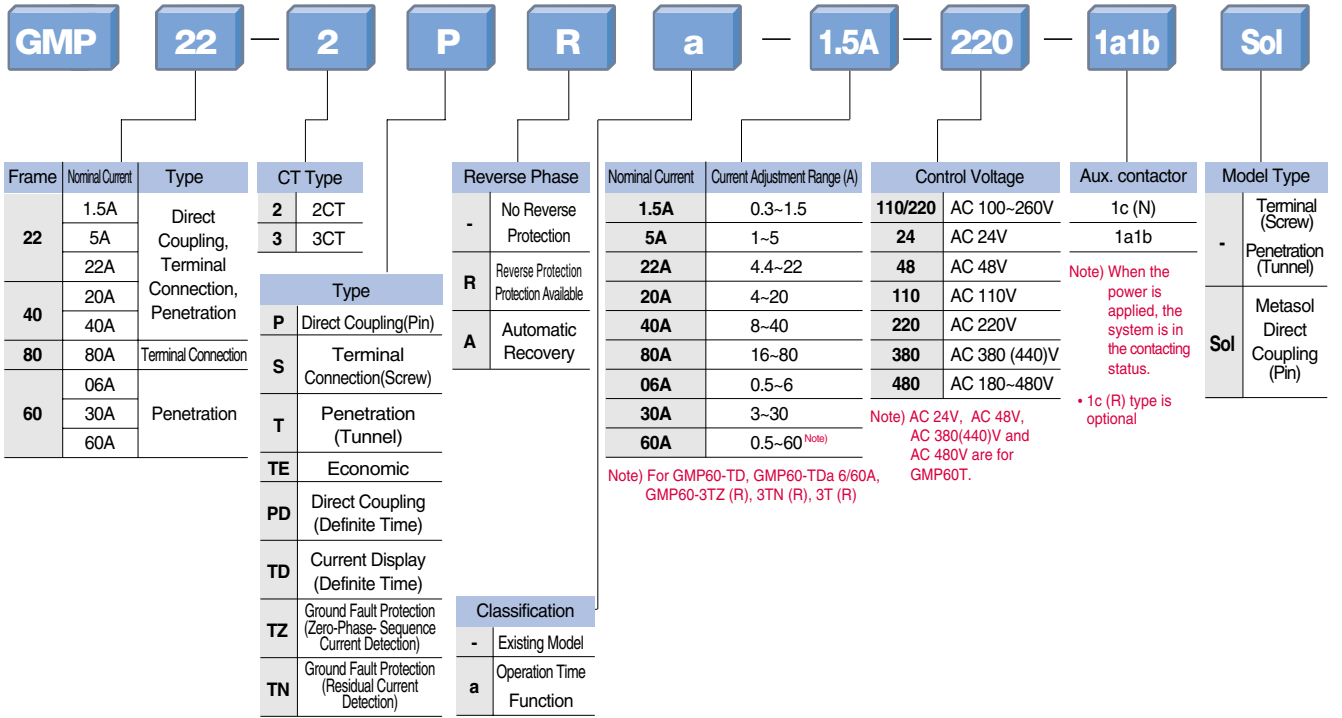 GMP 22 — 2 P R a — 1.5A — 220 — 1a1b Sol
Frame Nominal Current Type
22 1.5A Direct
5A Coupling,
22A Terminal
40 20A Connection,
40A Penetration
80 80A Terminal Connection
60 06A Penetration
30A
60A
CT Type
2 2CT
3 3CT
Type
P Direct Coupling(Pin)
S Terminal
Connection(Screw)
T Penetration
(Tunnel)
TE Economic
PD Direct Coupling
(Definite Time)
TD Current Display
(Definite Time)
TZ Ground Fault Protection
(Zero-Phase- Sequence
Current Detection)
TN Ground Fault Protection
(Residual Current
Detection)
Reverse Phase
- No Reverse
Protection
R Reverse Protection
Protection Available
A Automatic
Recovery
Classification
- Existing Model
a Operation Time
Function
Nominal Current Current Adjustment Range (A)
1.5A 0.3~1.5
5A 1~5
22A 4.4~22
20A 4~20
40A 8~40
80A 16~80
06A 0.5~6
30A 3~30
60A 0.5~60 Note)
Note) For GMP60-TD, GMP60-TDa 6/60A,
GMP60-3TZ (R), 3TN (R), 3T (R)
Control Voltage
110/220 AC 100~260V
24 AC 24V
48 AC 48V
110 AC 110V
220 AC 220V
380 AC 380 (440)V
480 AC 180~480V
Note) AC 24V, AC 48V,
AC 380(440)V and
AC 480V are for
GMP60T.
Aux. contactor
1c (N)
1a1b
Note) When the
power is
applied, the
system is in
the contacting
status.
• 1c (R) type is
optional
Model Type
- Terminal
(Screw)
Penetration
(Tunnel)
Sol Metasol
Direct
Coupling
(Pin)